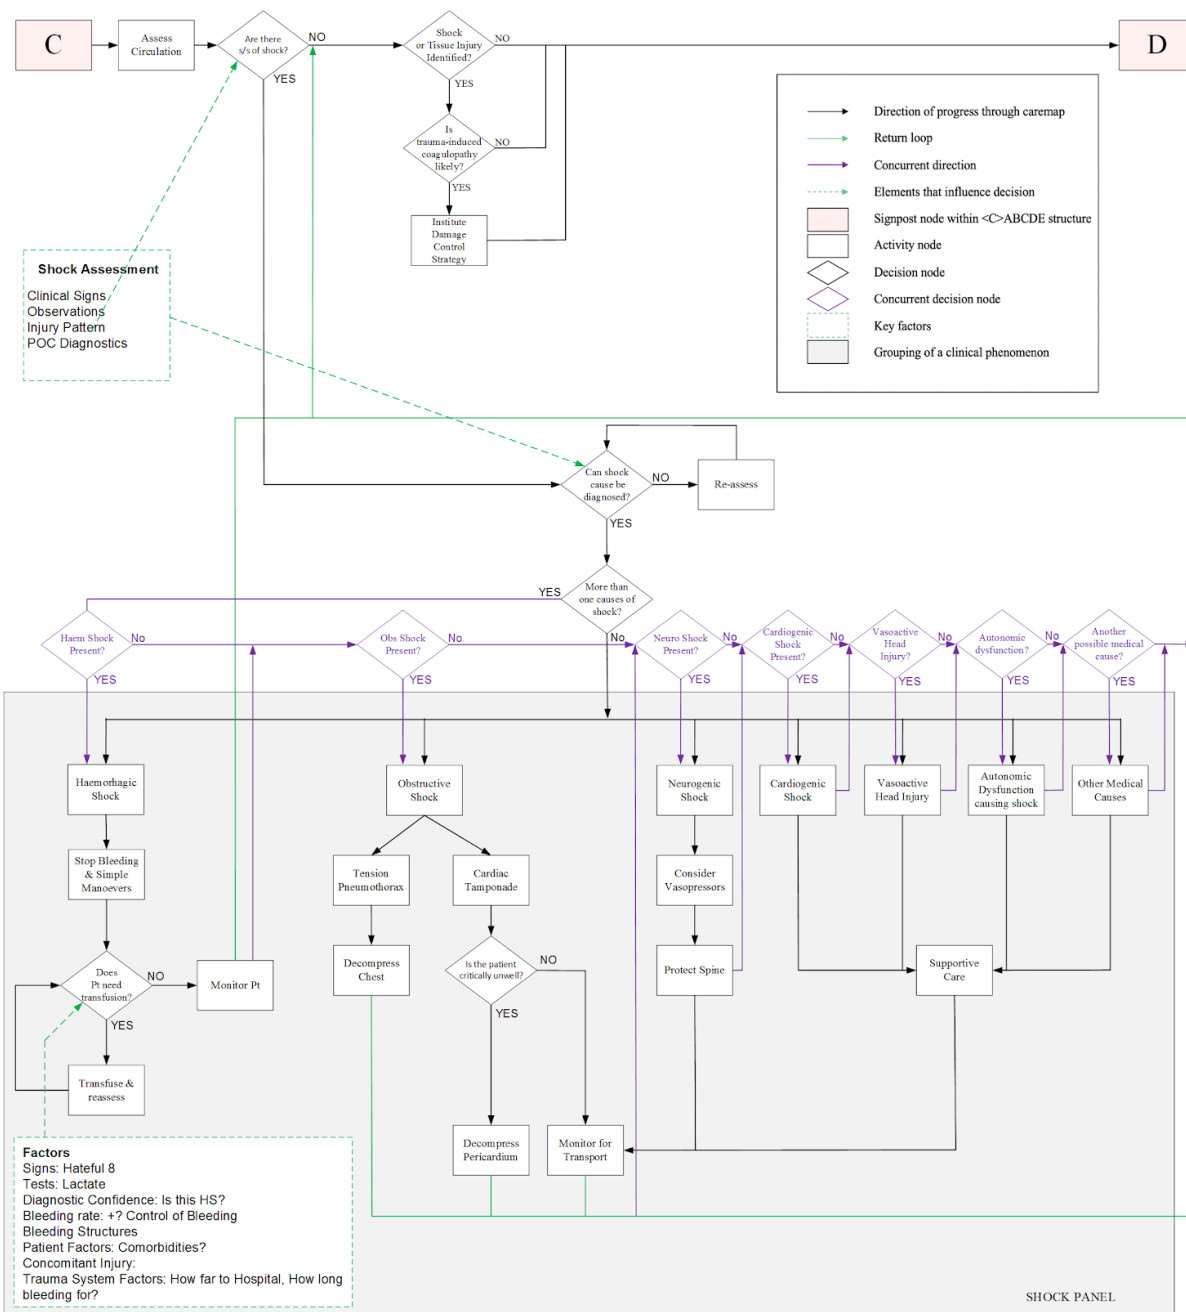 C
Assess
Circulation
Are there
s/s of shock?
NO
YES
Shock
or Tissue Injury
Identified?
NO
YES
D
Is
trauma-induced
coagulopathy
likely?
NO
YES
Institute
Damage
Control
Strategy
Direction of progress through caremap
Return loop
Concurrent direction
Elements that influence decision
Signpost node within <C>ABCDE structure
Activity node
Decision node
Concurrent decision node
Key factors
Grouping of a clinical phenomenon
Shock Assessment
Clinical Signs
Observations
Injury Pattern
POC Diagnostics
Can shock
cause be
diagnosed?
NO
YES
Re-assess
More than
one causes of
shock?
YES
No
Haem Shock
Present?
No
YES
Obs Shock
Present?
No
YES
Neuro Shock
Present?
No
YES
Cardiogenic
Shock
Present?
No
YES
Vasoactive
Head
Injury?
No
YES
Autonomic
dysfunction?
No
YES
Another
possible medical
cause?
YES
Haemorhagic
Shock
Obstructive
Shock
Neurogenic
Shock
Cardiogenic
Shock
Vasoactive
Head Injury
Autonomic
Dysfunction
causing shock
Other Medical
Causes
Stop Bleeding
& Simple
Manoevers
Tension
Pneumothorax
Cardiac
Tamponade
Consider
Vasopressors
Does
Pt need
transfusion?
NO
YES
Monitor Pt
Decompress
Chest
Is the patient
critically unwell?
NO
YES
Protect Spine
Supportive
Care
Transfuse &
reassess
Decompress
Pericardium
Monitor for
Transport
Factors
Signs: Hateful 8
Tests: Lactate
Diagnostic Confidence: Is this HS?
Bleeding rate: +? Control of Bleeding
Bleeding Structures
Patient Factors: Comorbidities?
Concomitant Injury:
Trauma System Factors: How far to Hospital, How long
bleeding for?
SHOCK PANEL